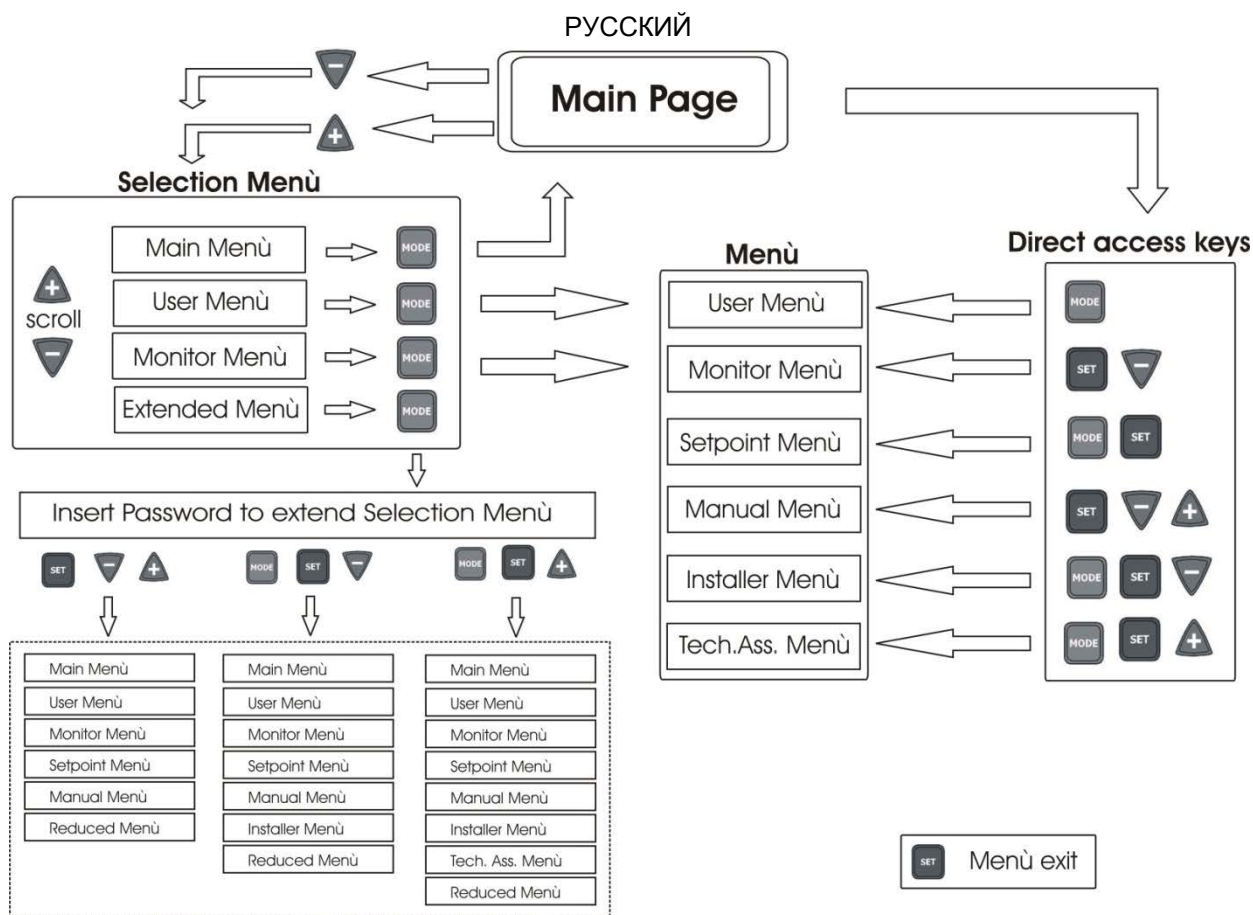 РУССКИЙ
Main Page
Selection Menù
scroll
Main Menù
MODE
User Menù
MODE
Monitor Menù
MODE
Extended Menù
MODE
Insert Password to extend Selection Menù
SET
MODE SET
MODE SET
Main Menù
User Menù
Monitor Menù
Setpoint Menù
Manual Menù
Reduced Menù
Main Menù
User Menù
Monitor Menù
Setpoint Menù
Manual Menù
Installer Menù
Reduced Menù
Main Menù
User Menù
Monitor Menù
Setpoint Menù
Manual Menù
Installer Menù
Tech. Ass. Menù
Reduced Menù
Menù
User Menù
Monitor Menù
Setpoint Menù
Manual Menù
Installer Menù
Tech.Ass. Menù
Direct access keys
MODE
SET
MODE SET
SET
MODE SET
MODE SET
SET Menù exit